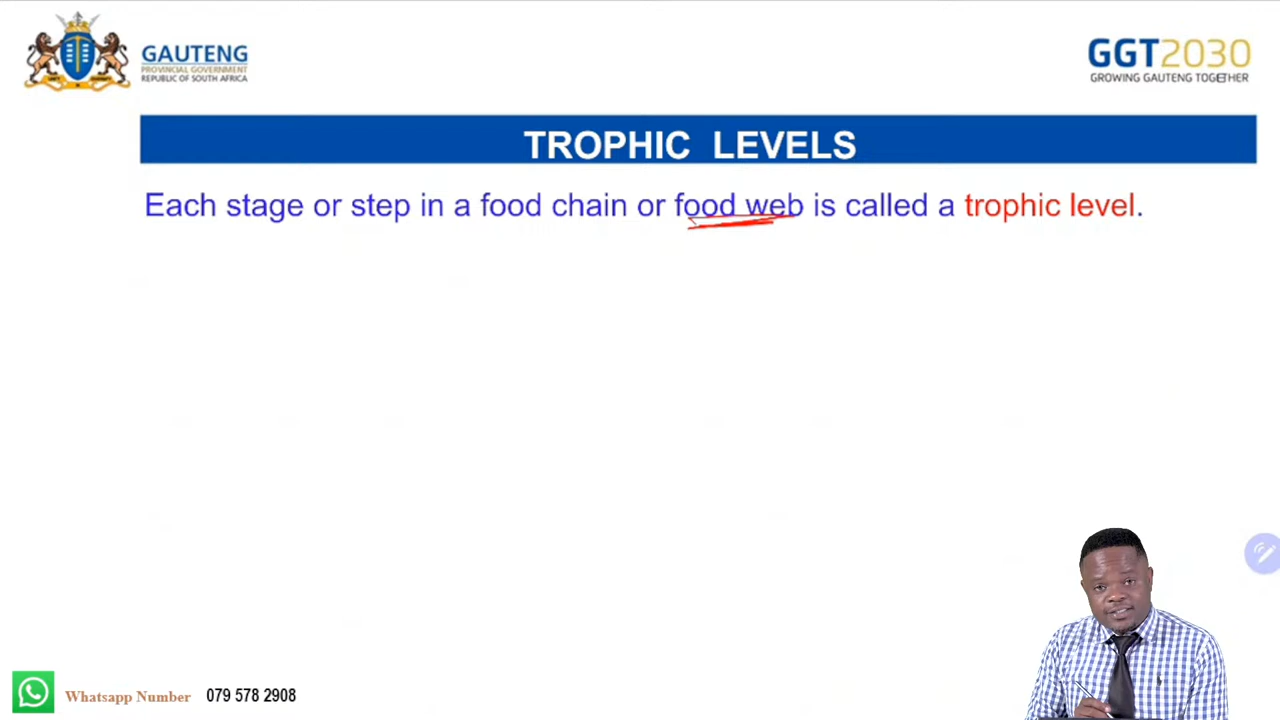 GAUTENG
PROVINCIAL GOVERNMENT
REPUBLIC OF SOUTH AFRICA
GGT2030
GROWING GAUTENG TOGETHER
TROPHIC LEVELS
Each stage or step in a food chain or food web is called a trophic level.
Whatsapp Number 079 578 2908